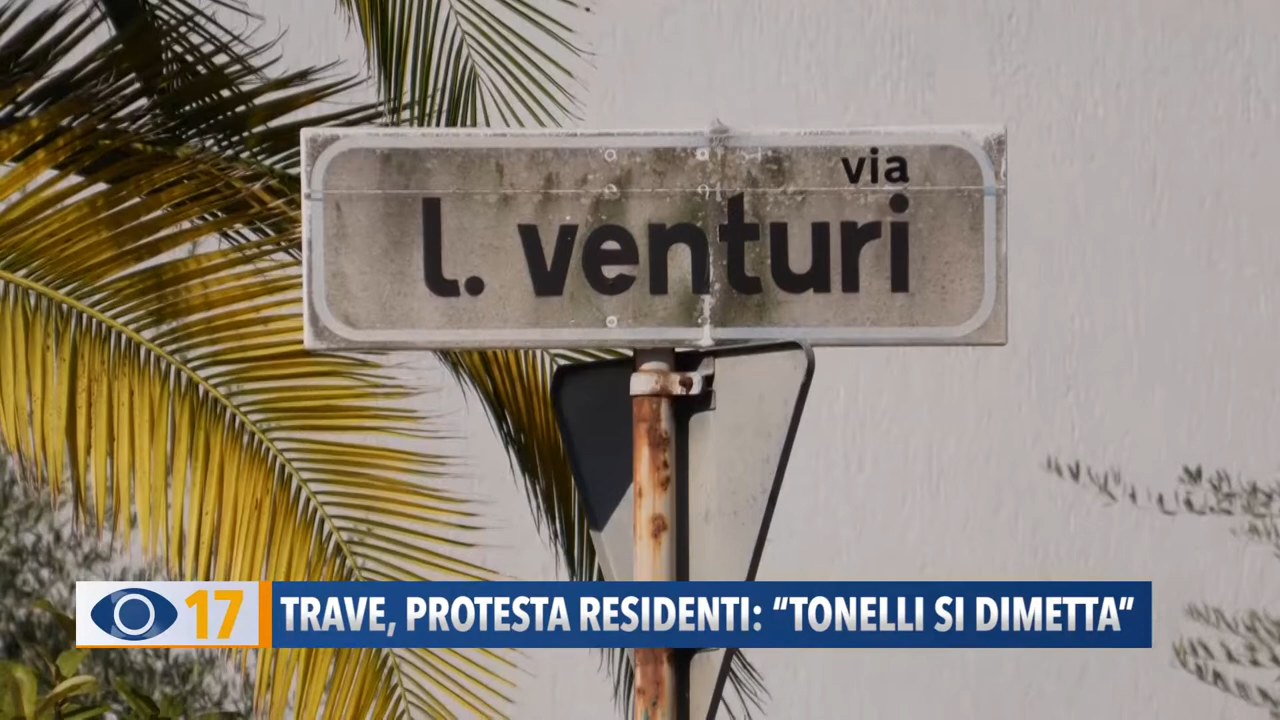 via
l. venturi
17
TRAVE, PROTESTA RESIDENTI: “TONELLI SI DIMETTA”